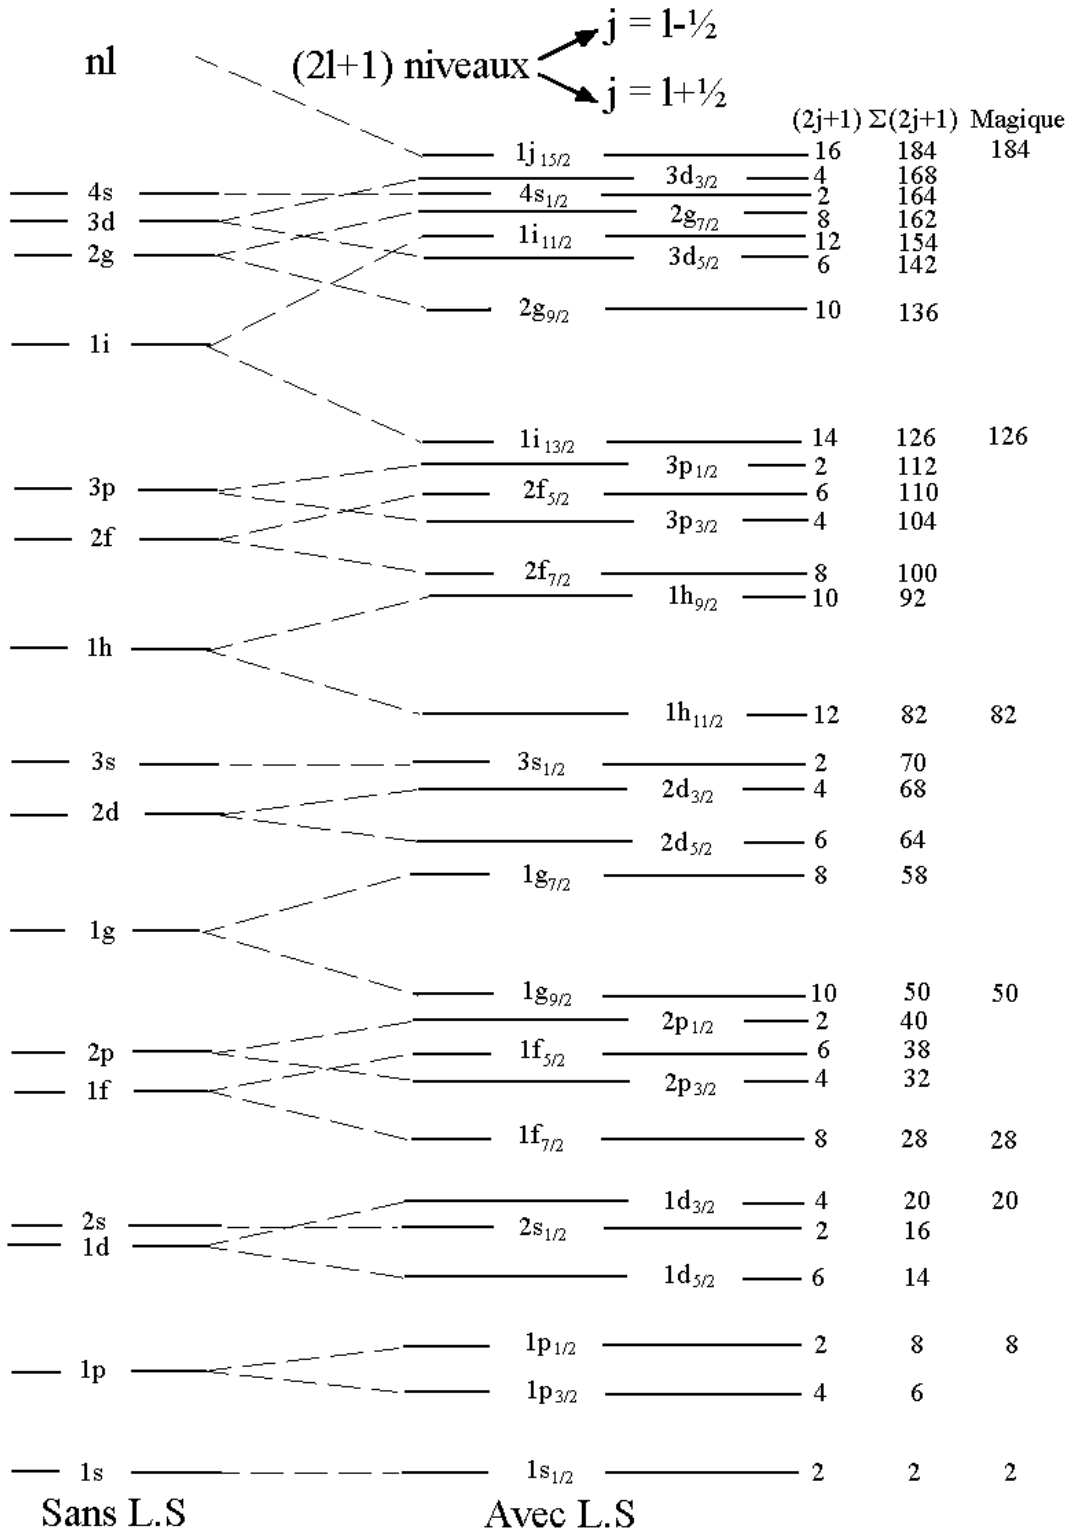 nl (2l+1) niveaux j = l-½
j = l+½
(2j+1) Σ(2j+1) Magique
1j15/2 16 184 184
3d3/2 4 168
4s 4s1/2 2 164
3d 2g7/2 8 162
1i11/2 12 154
2g 3d5/2 6 142
2g9/2 10 136
1i
1i13/2 14 126 126
3p1/2 2 112
3p 2f5/2 6 110
3p3/2 4 104
2f
2f7/2 8 100
1h9/2 10 92
1h
1h11/2 12 82 82
3s 3s1/2 2 70
2d3/2 4 68
2d
2d5/2 6 64
1g7/2 8 58
1g
1g9/2 10 50 50
2p1/2 2 40
2p 1f5/2 6 38
1f 2p3/2 4 32
1f7/2 8 28 28
1d3/2 4 20 20
2s 2s1/2 2 16
1d
1d5/2 6 14
1p1/2 2 8 8
1p
1p3/2 4 6
1s 1s1/2 2 2 2
Sans L.S Avec L.S